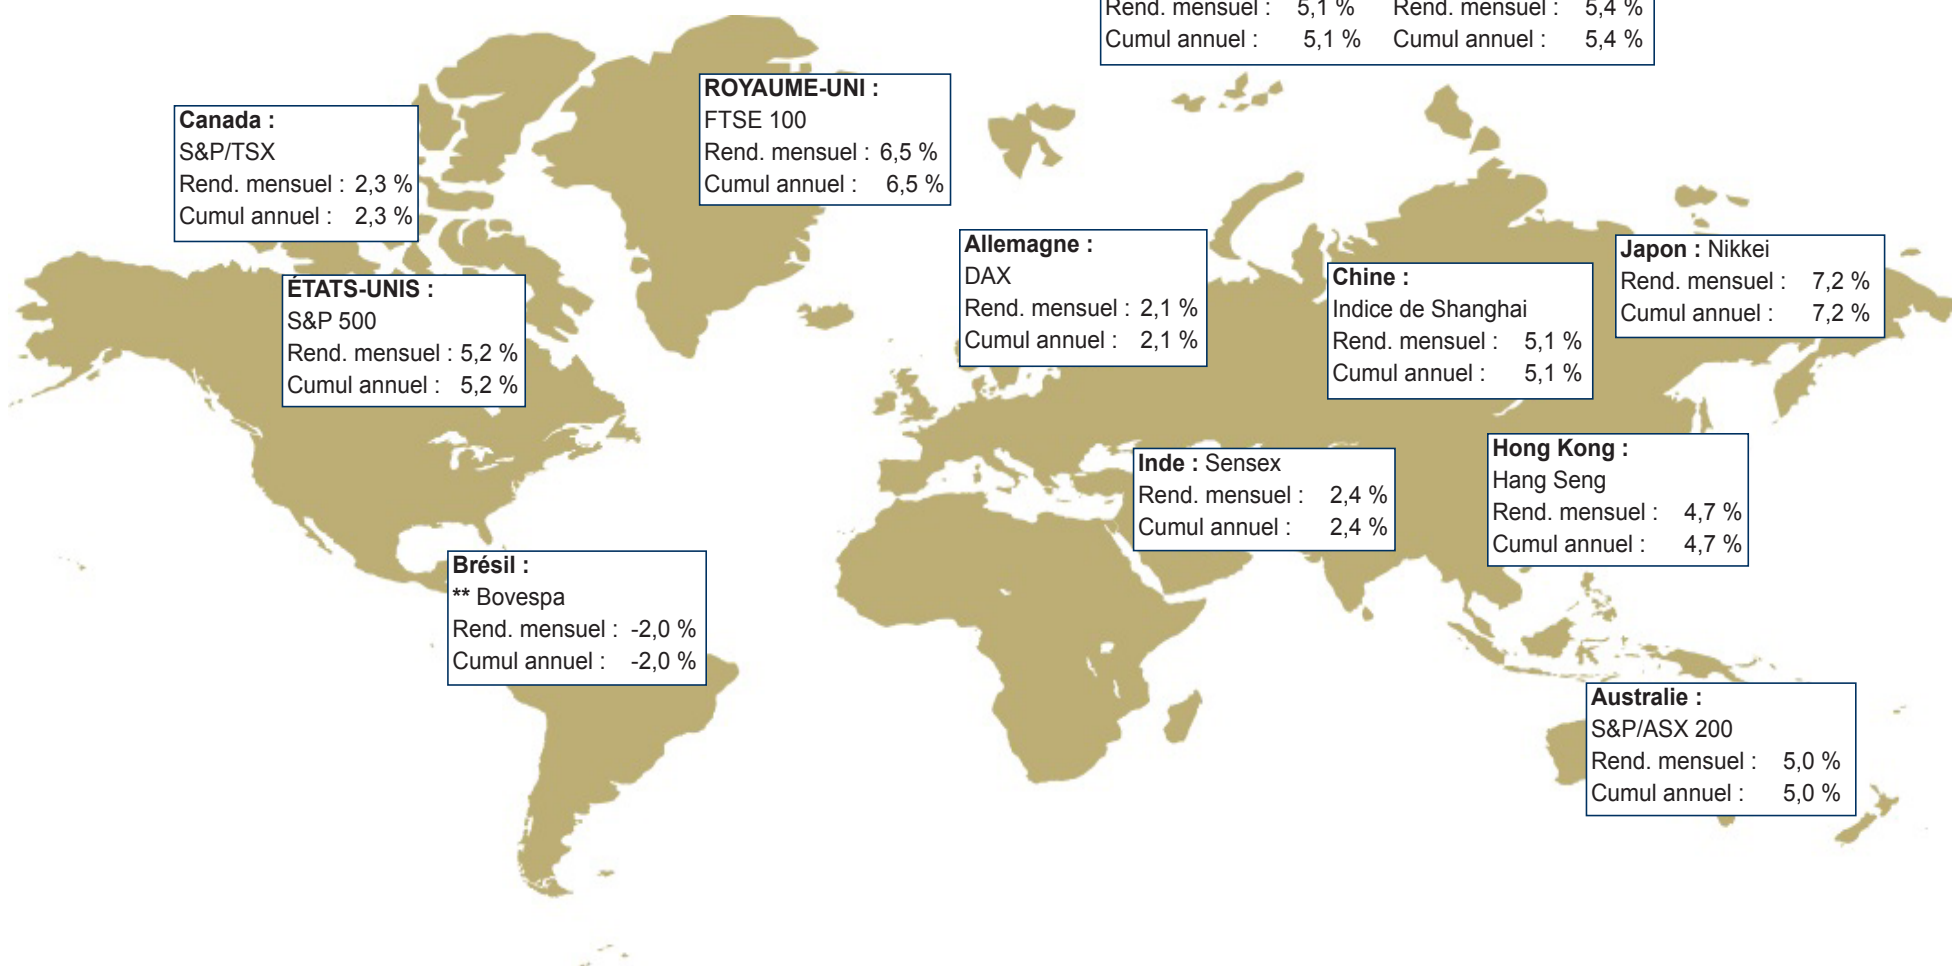 Rend. mensuel : 5,1 % Rend. mensuel : 5,4 %
Cumul annuel : 5,1 % Cumul annuel : 5,4 %
Canada :
S&P/TSX
Rend. mensuel : 2,3 %
Cumul annuel : 2,3 %
ROYAUME-UNI :
FTSE 100
Rend. mensuel : 6,5 %
Cumul annuel : 6,5 %
ÉTATS-UNIS :
S&P 500
Rend. mensuel : 5,2 %
Cumul annuel : 5,2 %
Allemagne :
DAX
Rend. mensuel : 2,1 %
Cumul annuel : 2,1 %
Chine :
Indice de Shanghai
Rend. mensuel : 5,1 %
Cumul annuel : 5,1 %
Japon : Nikkei
Rend. mensuel : 7,2 %
Cumul annuel : 7,2 %
Inde : Sensex
Rend. mensuel : 2,4 %
Cumul annuel : 2,4 %
Hong Kong :
Hang Seng
Rend. mensuel : 4,7 %
Cumul annuel : 4,7 %
Brésil :
** Bovespa
Rend. mensuel : -2,0 %
Cumul annuel : -2,0 %
Australie :
S&P/ASX 200
Rend. mensuel : 5,0 %
Cumul annuel : 5,0 %